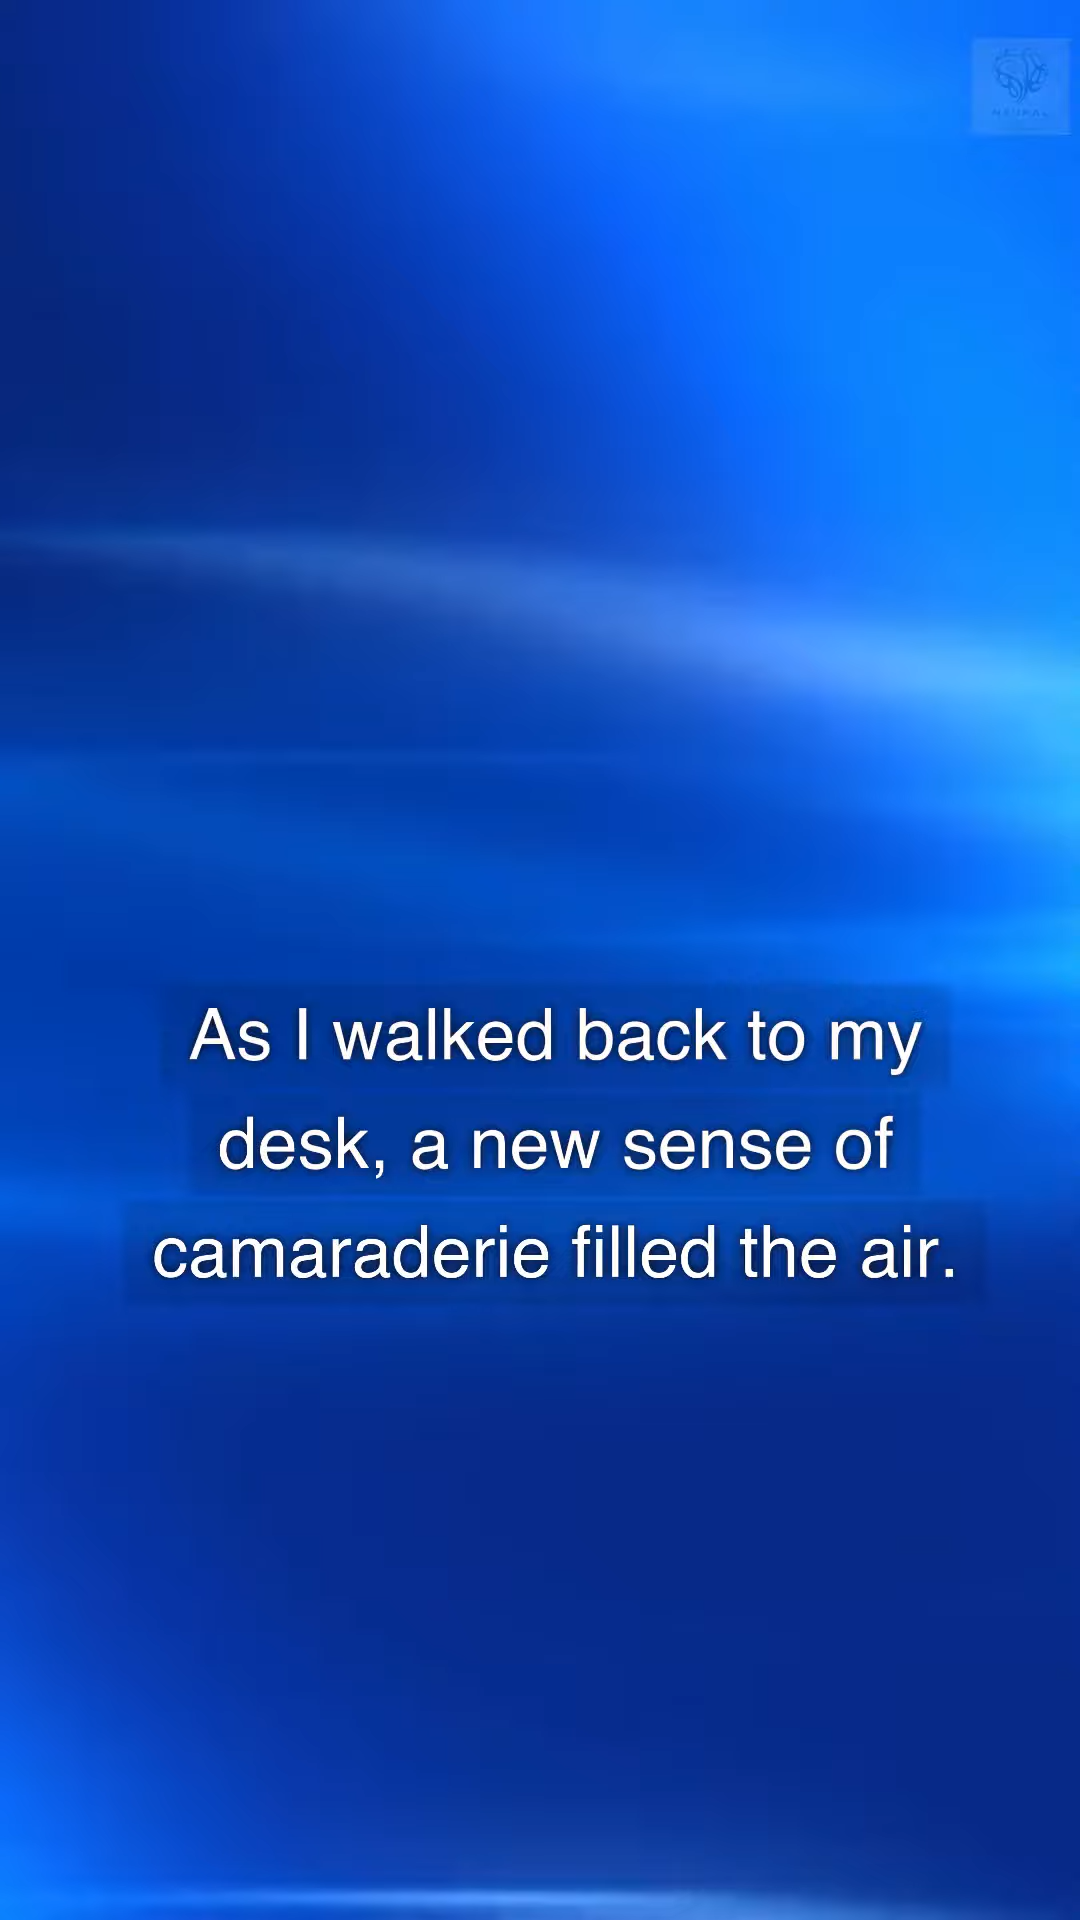 As I walked back to my
desk, a new sense of
camaraderie filled the air.